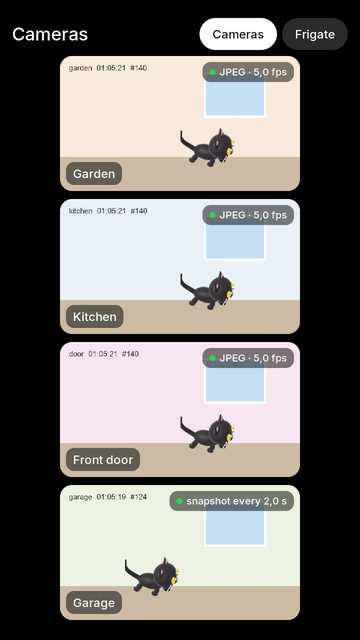 Cameras
Cameras
Frigate
garden 01:05:21 #140
JPEG · 5,0 fps
Garden
kitchen 01:05:21 #140
JPEG · 5,0 fps
Kitchen
door 01:05:21 #140
JPEG · 5,0 fps
Front door
garage 01:05:19 #124
snapshot every 2,0 s
Garage